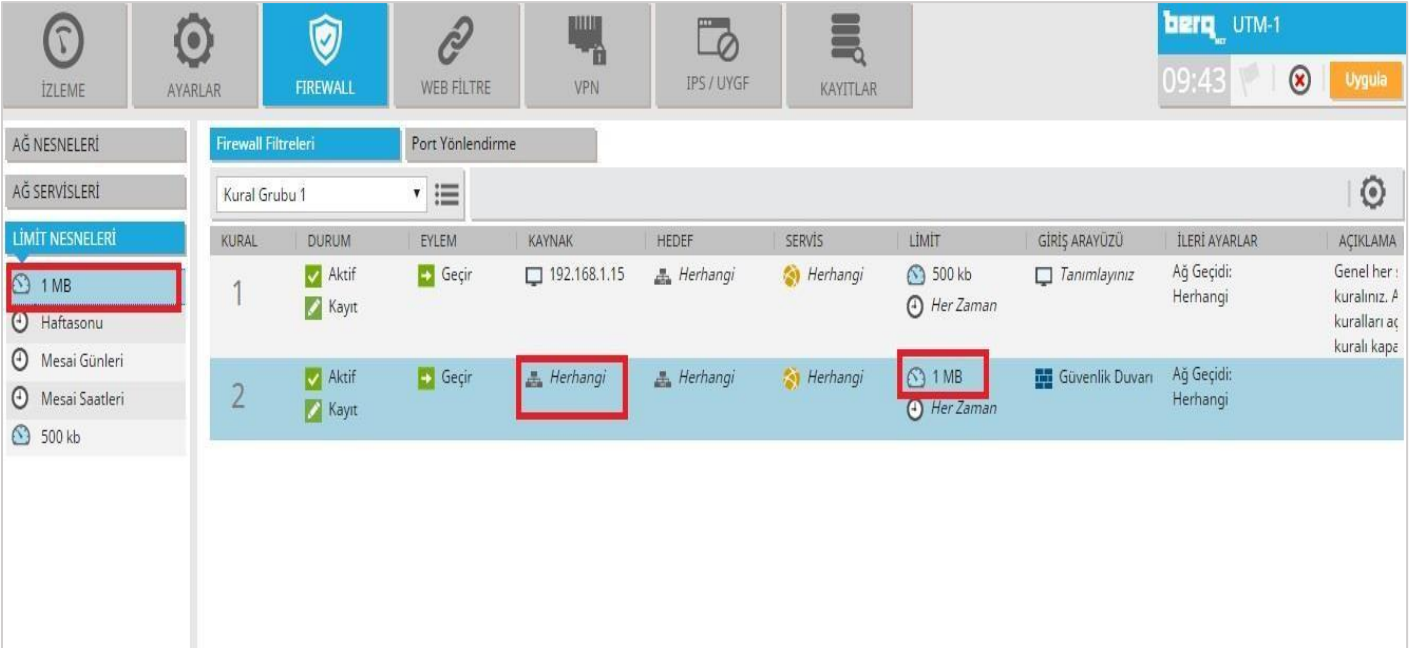 İZLEME
AYARLAR
FIREWALL
WEB FİLTRE
VPN
IPS / UYGF
KAYITLAR
berq NET UTM-1
09:43 Uygula
AĞ NESNELERİ
AĞ SERVİSLERİ
LİMİT NESNELERİ
1 MB
Haftasonu
Mesai Günleri
Mesai Saatleri
500 kb
Firewall Filtreleri Port Yönlendirme
Kural Grubu 1
KURAL DURUM EYLEM KAYNAK HEDEF SERVİS LİMİT GİRİŞ ARAYÜZÜ İLERİ AYARLAR AÇIKLAMA
1 Aktif Geçir 192.168.1.15 Herhangi Herhangi 500 kb Tanımlayınız Ağ Geçidi: Genel her
Kayıt Her Zaman Herhangi kuralınız. A
kuralları aç
kuralı kapa
2 Aktif Geçir Herhangi Herhangi Herhangi 1 MB Güvenlik Duvarı Ağ Geçidi:
Kayıt Her Zaman Herhangi